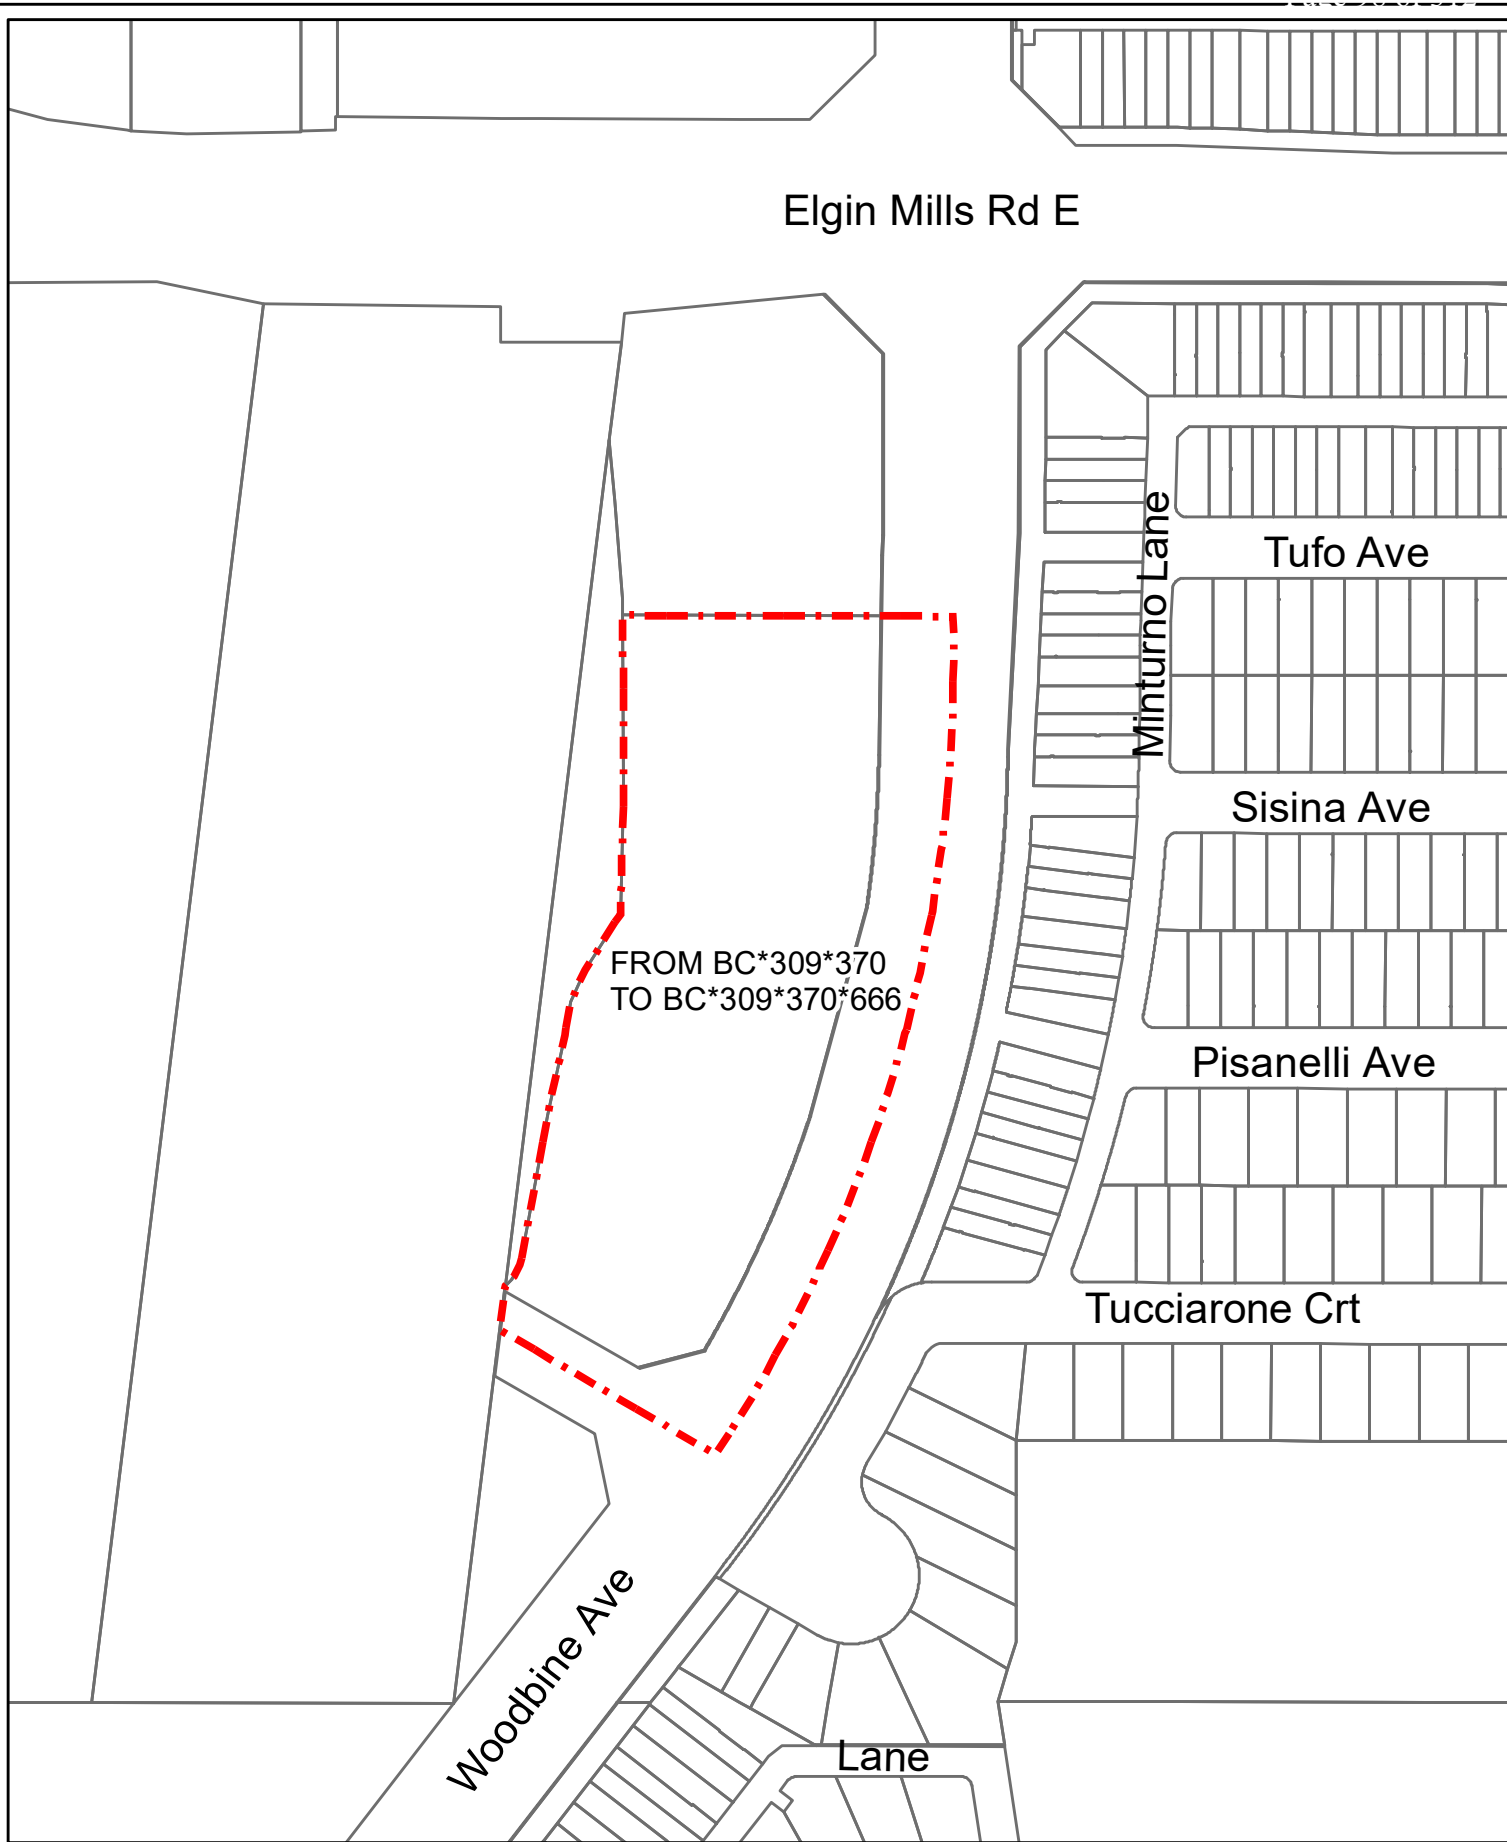 Elgin Mills Rd E
Tufo Ave
Minturno Lane
Sisina Ave
FROM BC*309*370
TO BC*309*370*666
Pisanelli Ave
Tucciarone Crt
Woodbine Ave
Lane